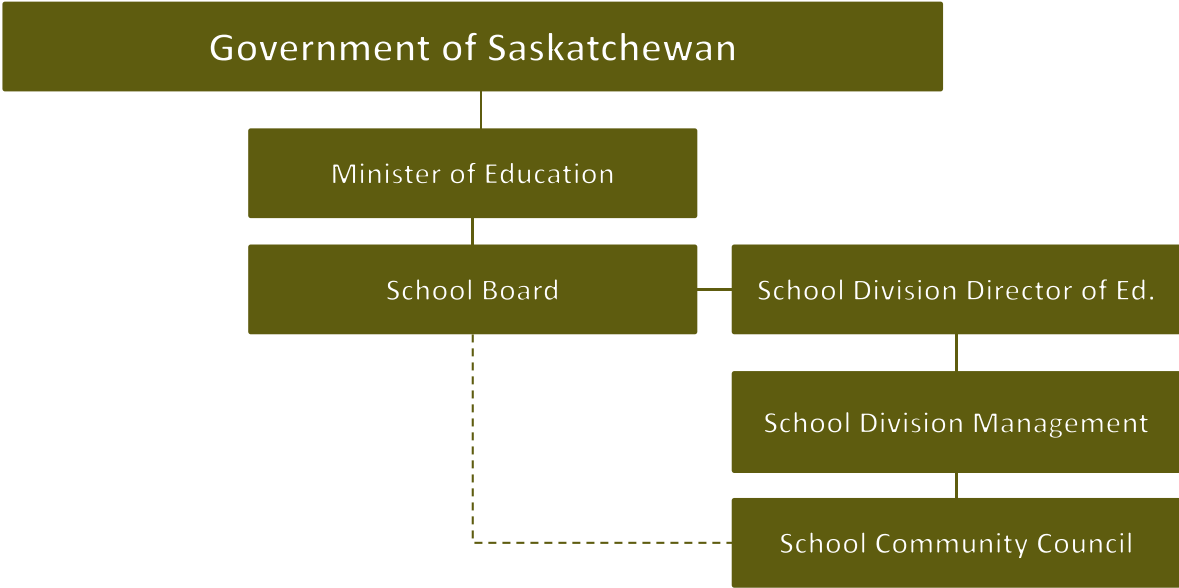 Government of Saskatchewan
Minister of Education
School Board
School Division Director of Ed.
School Division Management
School Community Council